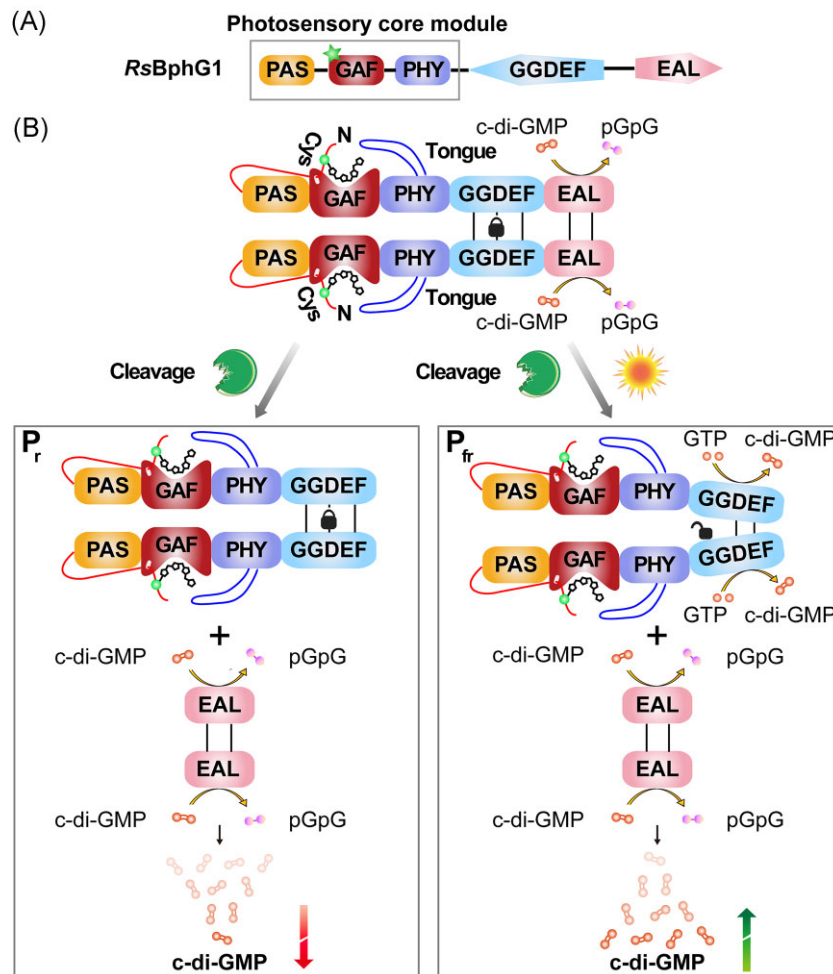 (A)
Photosensory core module
RsBphG1
PAS
GAF
PHY
GGDEF
EAL
(B)
c-di-GMP
pGpG
N
Cys
Tongue
PAS
GAF
PHY
GGDEF
EAL
PAS
GAF
PHY
GGDEF
EAL
Cys
N
Tongue
c-di-GMP
pGpG
Cleavage
Cleavage
Pr
PAS
GAF
PHY
GGDEF
PAS
GAF
PHY
GGDEF
+
c-di-GMP
pGpG
EAL
EAL
c-di-GMP
pGpG
c-di-GMP
Pfr
GTP
c-di-GMP
PAS
GAF
PHY
GGDEF
PAS
GAF
PHY
GGDEF
GTP
c-di-GMP
+
c-di-GMP
pGpG
EAL
EAL
c-di-GMP
pGpG
c-di-GMP